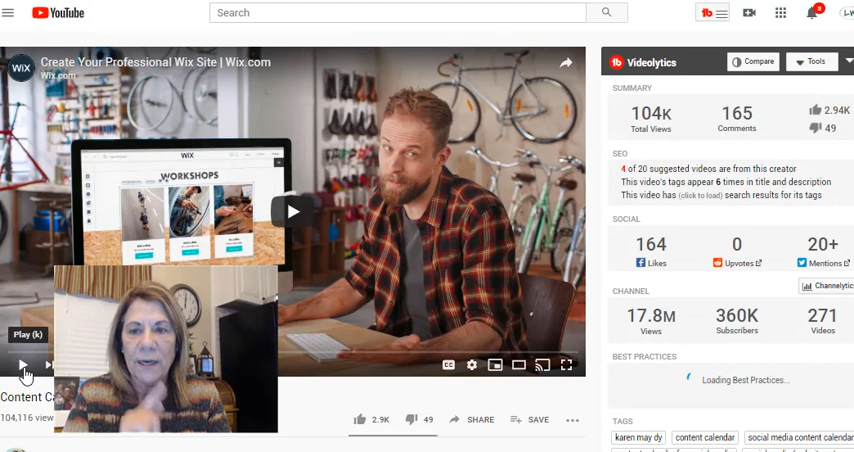 YouTube
Search
8
WiX
Create Your Professional Wix Site | Wix.com
Wix.com
WiX
WORKSHOPS
Play (k)
CC
Content Ca
104,116 view
2.9K
49
SHARE
SAVE
tb
Videolytics
Compare
Tools
SUMMARY
104K
Total Views
165
Comments
2.94K
49
SEO
4 of 20 suggested videos are from this creator
This video's tags appear 6 times in title and description
This video has (click to load) search results for its tags
SOCIAL
164
Likes
0
Upvotes
20+
Mentions
CHANNEL
Channelytic
17.8M
Views
360K
Subscribers
271
Videos
BEST PRACTICES
Loading Best Practices...
TAGS
karen may dy
content calendar
social media content calendar